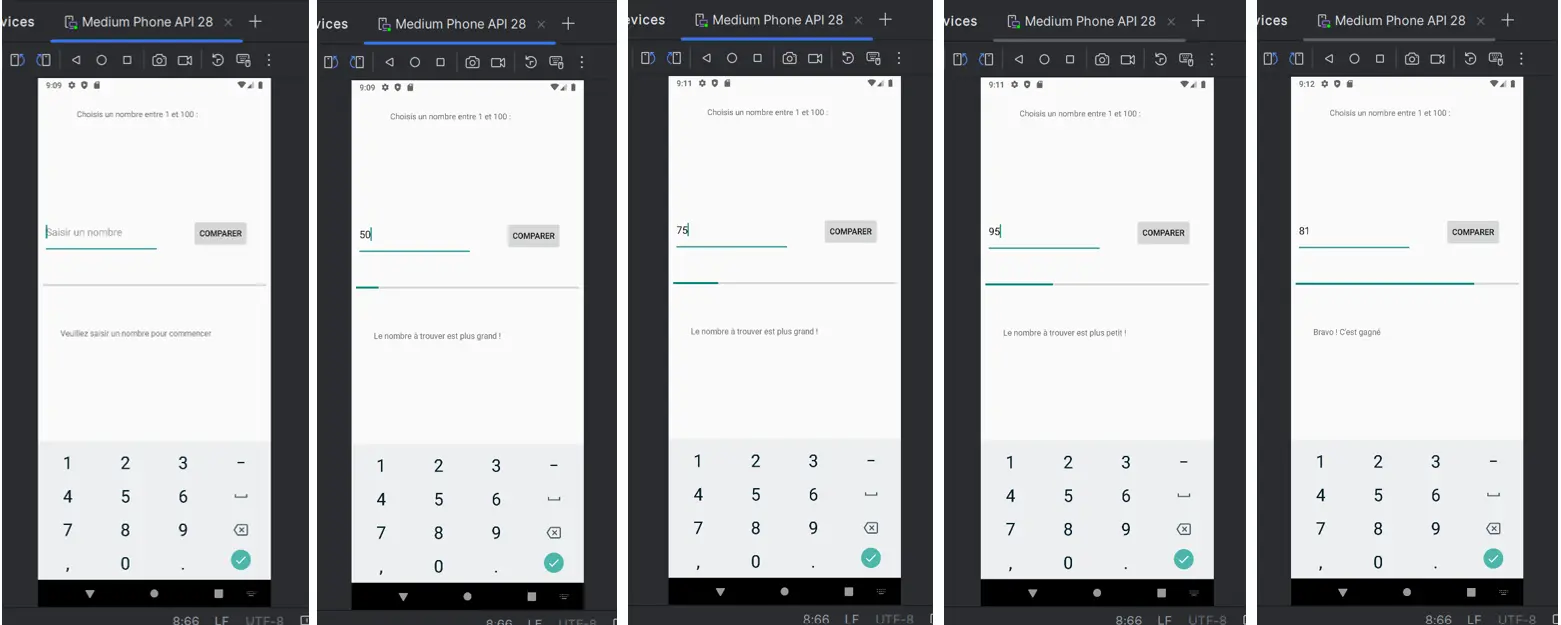 vices Medium Phone API 28
9:09
Choisis un nombre entre 1 et 100 :
Saisir un nombre
COMPARER
Veuillez saisir un nombre pour commencer
1 2 3 –
4 5 6
7 8 9
, 0 .
8:66 LF UTF-8
vices Medium Phone API 28
9:09
Choisis un nombre entre 1 et 100 :
50
COMPARER
Le nombre à trouver est plus grand !
1 2 3 –
4 5 6
7 8 9
, 0 .
8:66 LF UTF-8
evices Medium Phone API 28
9:11
Choisis un nombre entre 1 et 100 :
75
COMPARER
Le nombre à trouver est plus grand !
1 2 3 –
4 5 6
7 8 9
, 0 .
8:66 LF UTF-8
vices Medium Phone API 28
9:11
Choisis un nombre entre 1 et 100 :
95
COMPARER
Le nombre à trouver est plus petit !
1 2 3 –
4 5 6
7 8 9
, 0 .
8:66 LF UTF-8
ices Medium Phone API 28
9:12
Choisis un nombre entre 1 et 100 :
81
COMPARER
Bravo ! C'est gagné
1 2 3 –
4 5 6
7 8 9
, 0 .
8:66 LF UTF-8